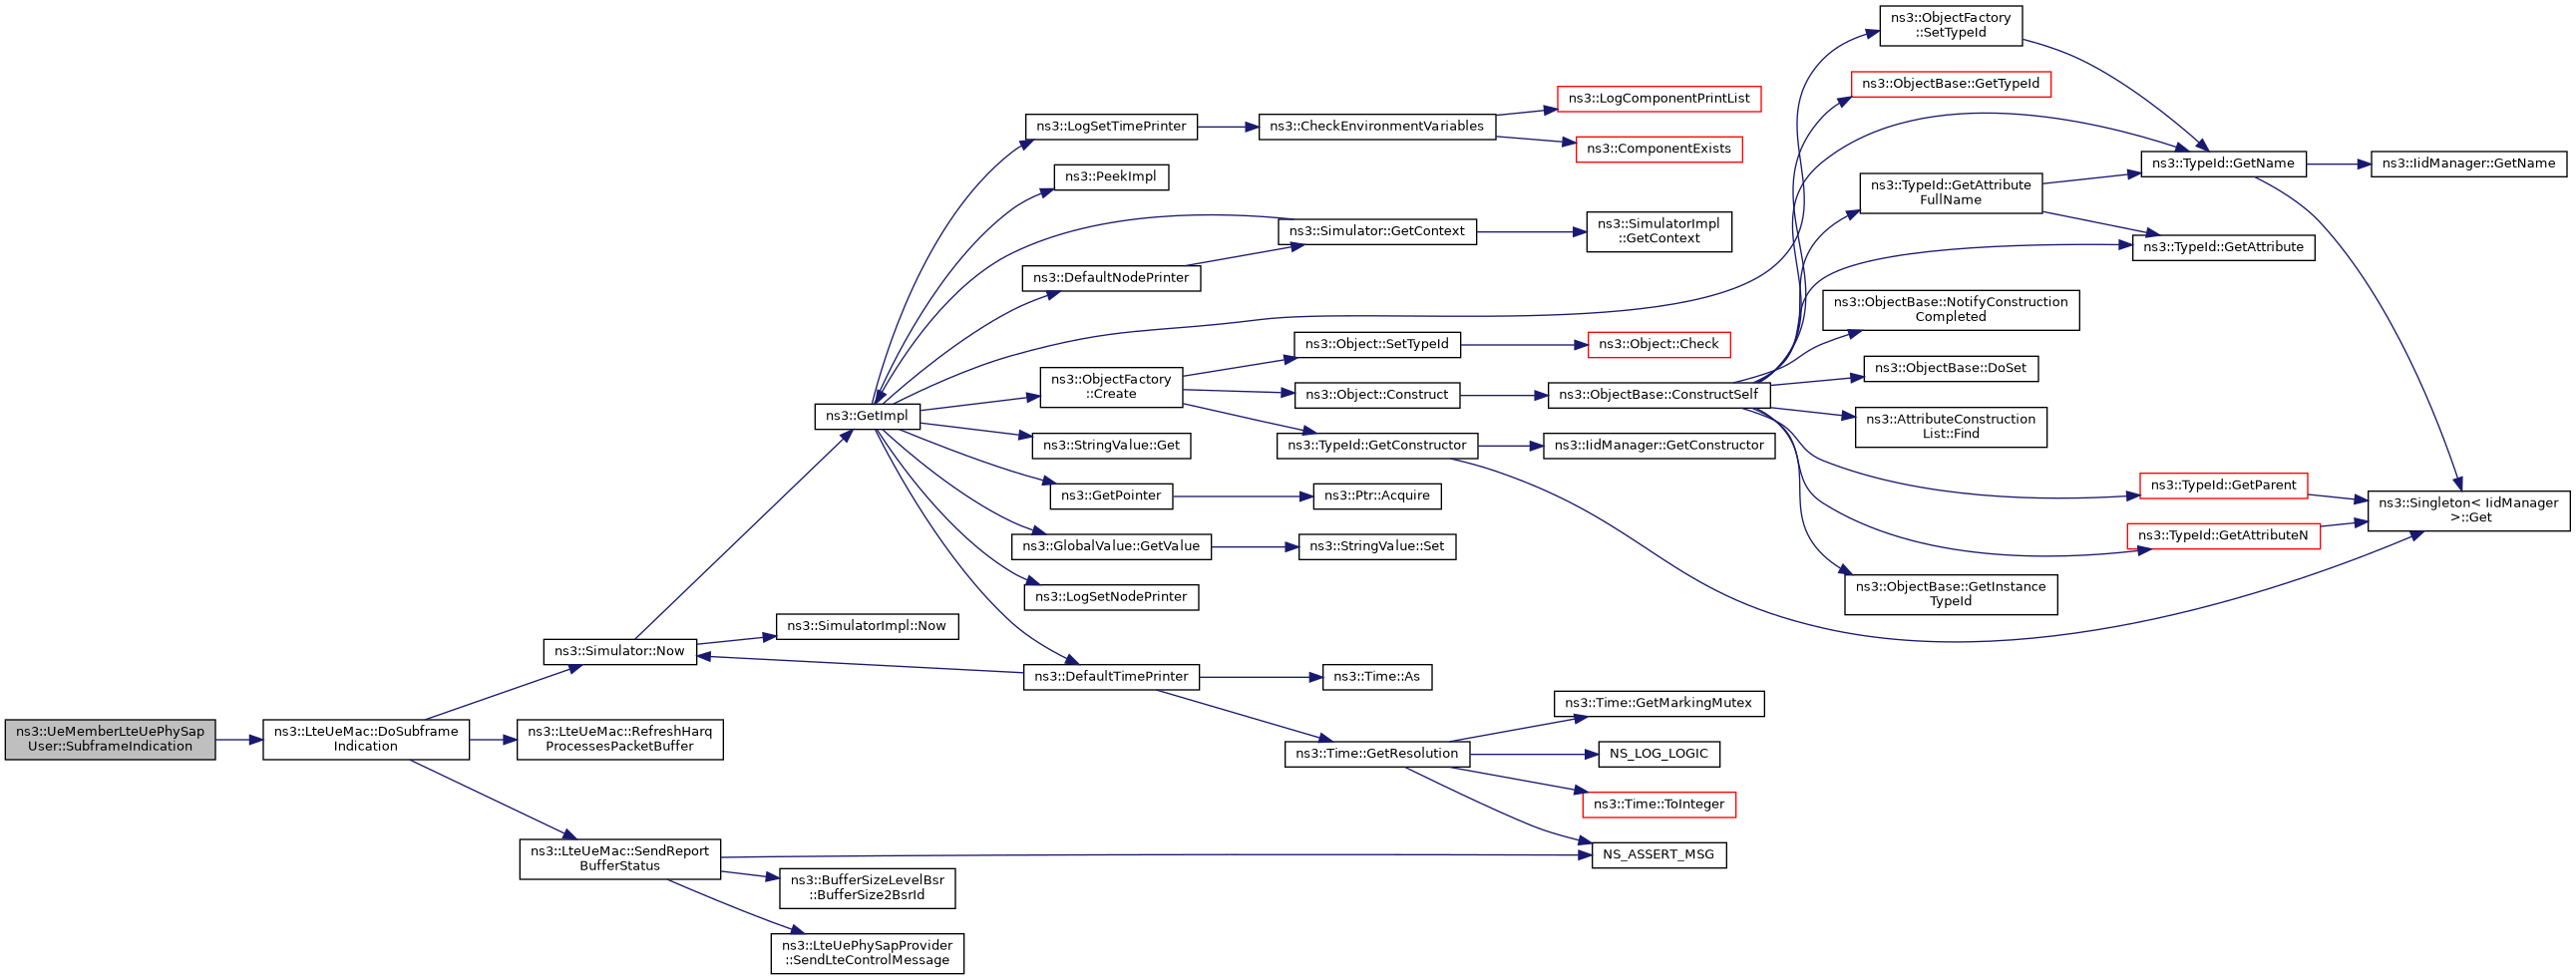 ns3::UeMemberLteUePhySap
User::SubframeIndication
ns3::LteUeMac::DoSubframe
Indication
ns3::Simulator::Now
ns3::LteUeMac::RefreshHarq
ProcessesPacketBuffer
ns3::LteUeMac::SendReport
BufferStatus
ns3::GetImpl
ns3::SimulatorImpl::Now
ns3::BufferSizeLevelBsr
::BufferSize2BsrId
ns3::LteUePhySapProvider
::SendLteControlMessage
ns3::LogSetTimePrinter
ns3::PeekImpl
ns3::DefaultNodePrinter
ns3::ObjectFactory
::Create
ns3::StringValue::Get
ns3::GetPointer
ns3::GlobalValue::GetValue
ns3::LogSetNodePrinter
ns3::DefaultTimePrinter
ns3::CheckEnvironmentVariables
ns3::Simulator::GetContext
ns3::Object::SetTypeId
ns3::Object::Construct
ns3::TypeId::GetConstructor
ns3::Ptr::Acquire
ns3::StringValue::Set
ns3::Time::As
ns3::Time::GetResolution
ns3::LogComponentPrintList
ns3::ComponentExists
ns3::SimulatorImpl
::GetContext
ns3::Object::Check
ns3::ObjectBase::ConstructSelf
ns3::IidManager::GetConstructor
ns3::Time::GetMarkingMutex
NS_LOG_LOGIC
ns3::Time::ToInteger
NS_ASSERT_MSG
ns3::ObjectFactory
::SetTypeId
ns3::ObjectBase::GetTypeId
ns3::TypeId::GetAttribute
FullName
ns3::ObjectBase::NotifyConstruction
Completed
ns3::ObjectBase::DoSet
ns3::AttributeConstruction
List::Find
ns3::ObjectBase::GetInstance
TypeId
ns3::TypeId::GetName
ns3::TypeId::GetAttribute
ns3::TypeId::GetParent
ns3::TypeId::GetAttributeN
ns3::IidManager::GetName
ns3::Singleton< IidManager
>::Get